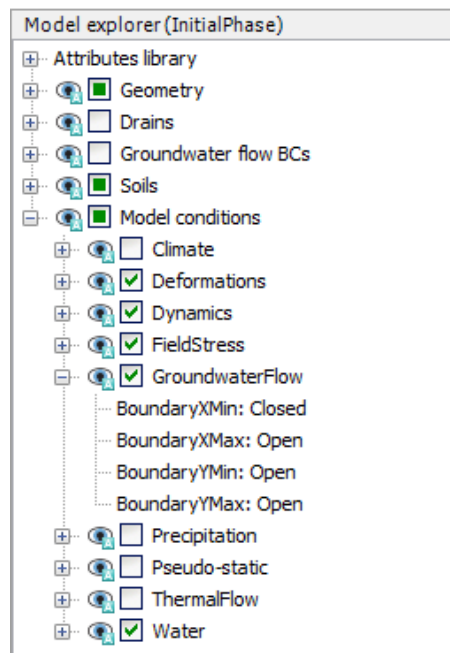 Model explorer (InitialPhase)
Attributes library
Geometry
Drains
Groundwater flow BCs
Soils
Model conditions
Climate
Deformations
Dynamics
FieldStress
GroundwaterFlow
BoundaryXMin: Closed
BoundaryXMax: Open
BoundaryYMin: Open
BoundaryYMax: Open
Precipitation
Pseudo-static
ThermalFlow
Water